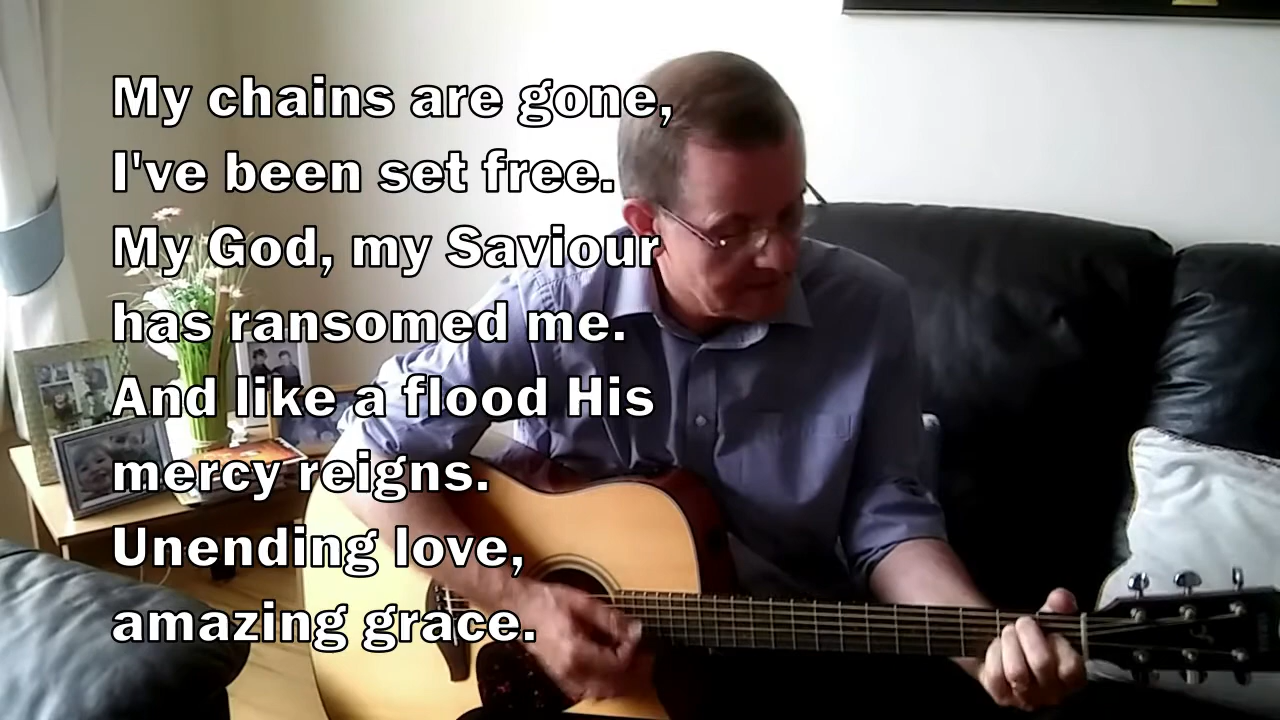 My chains are gone,
I've been set free.
My God, my Saviour
has ransomed me.
And like a flood His
mercy reigns.
Unending love,
amazing grace.